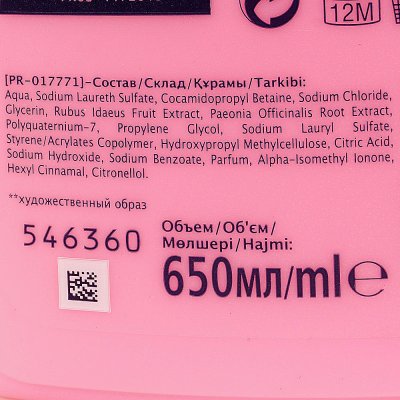 12M
[PR-017771]–Состав/Склад/Құрамы/Tarkibi:
Aqua, Sodium Laureth Sulfate, Cocamidopropyl Betaine, Sodium Chloride,
Glycerin, Rubus Idaeus Fruit Extract, Paeonia Officinalis Root Extract,
Polyquaternium-7, Propylene Glycol, Sodium Lauryl Sulfate,
Styrene/Acrylates Copolymer, Hydroxypropyl Methylcellulose, Citric Acid,
Sodium Hydroxide, Sodium Benzoate, Parfum, Alpha-Isomethyl Ionone,
Hexyl Cinnamal, Citronellol.
**художественный образ
546360
Объем/Об'єм/
Мөлшері/Hajmi:
650мл/ml℮